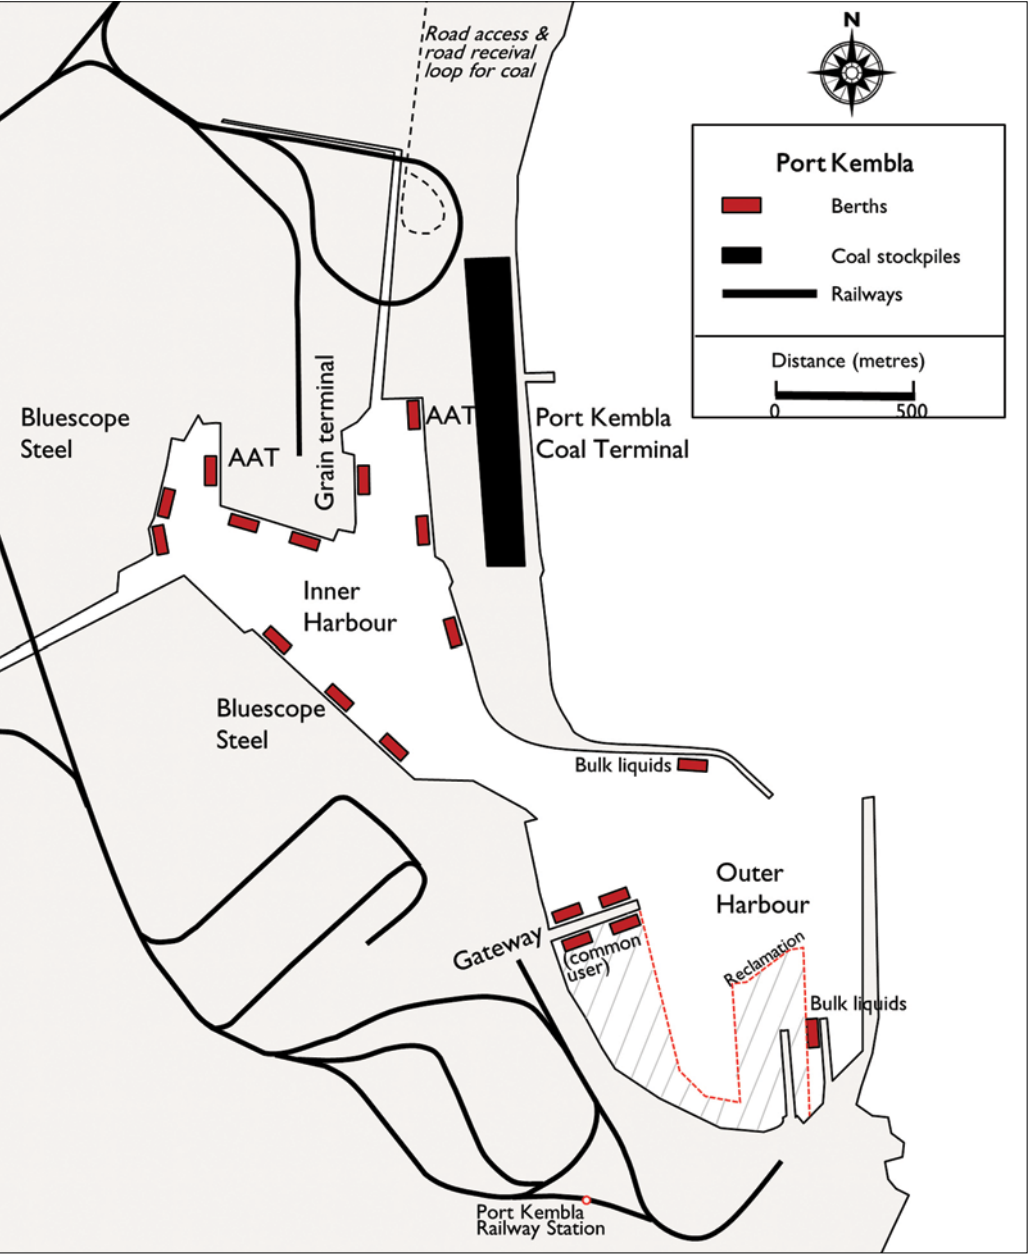 Road access &
road receival
loop for coal
N
Port Kembla
Berths
Coal stockpiles
Railways
Distance (metres)
0 500
Bluescope
Steel
AAT
Grain terminal
AAT
Port Kembla
Coal Terminal
Inner
Harbour
Bluescope
Steel
Bulk liquids
Outer
Harbour
Gateway
(common
user)
Reclamation
Bulk liquids
Port Kembla
Railway Station